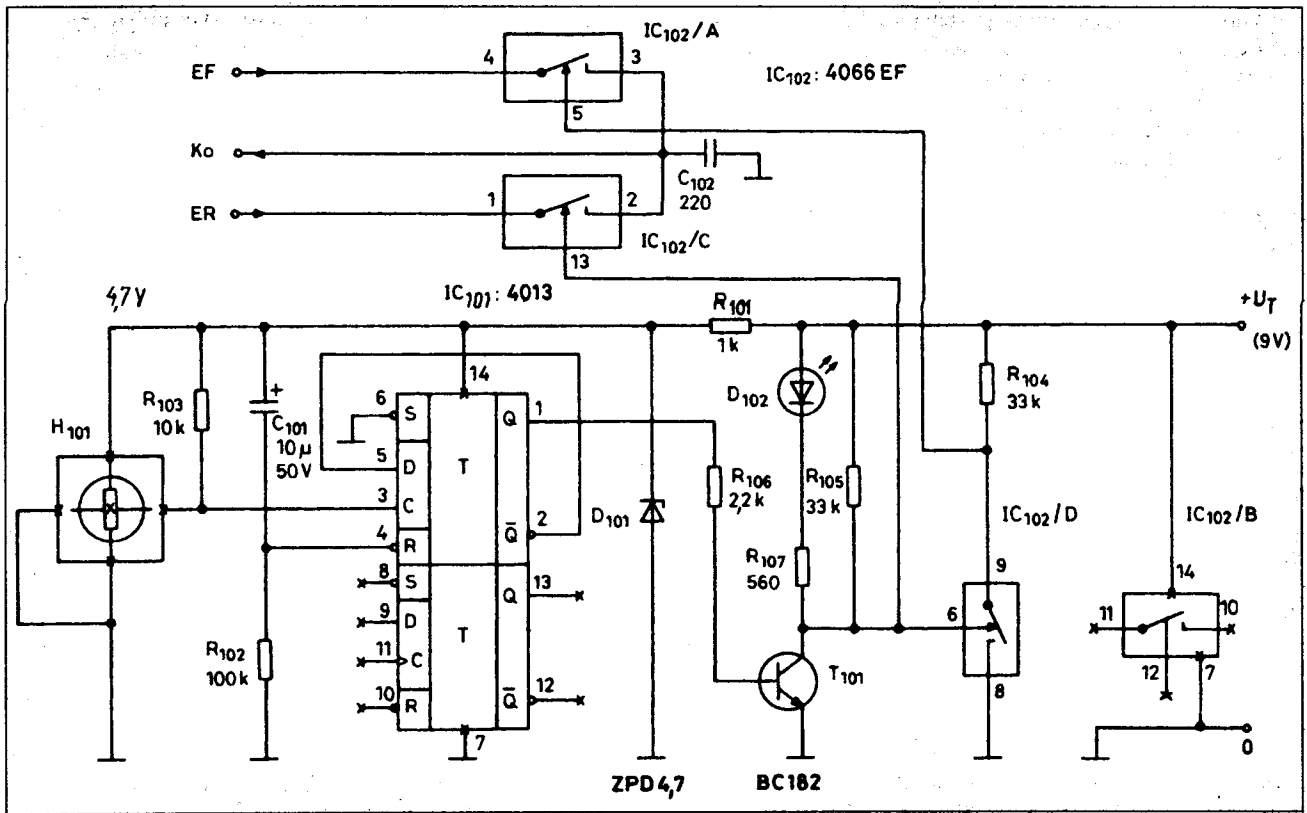 IC102/A
EF
4
3
IC102: 4066 EF
5
Ko
C102
220
ER
1
2
IC102/C
13
4,7V
IC101: 4013
R101
1k
+UT
(9V)
14
R103
10k
C101
10µ
50V
H101
6
S
Q
1
D102
R104
33k
5
D
T
3
C
R106
2,2k
R105
33k
4
R
Q
2
D101
IC102/D
IC102/B
8
S
Q
13
R107
560
9
14
9
D
T
6
11
10
11
C
12
7
R102
100k
10
R
Q
12
T101
8
7
0
ZPD4,7
BC182